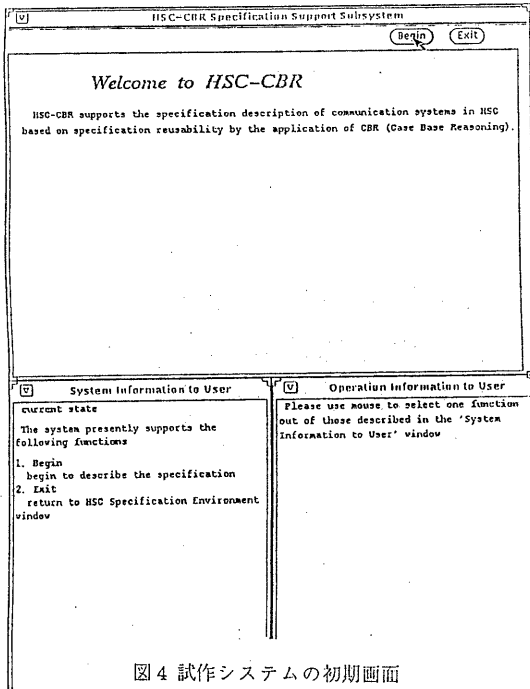 HSC-CBR Specification Support Subsystem
Begin Exit
Welcome to HSC-CBR
HSC-CBR supports the specification description of communication systems in HSC
based on specification reusability by the application of CBR (Case Base Reasoning).
System Information to User
current state
The system presently supports the
following functions
1. Begin
begin to describe the specification
2. Exit
return to HSC Specification Environment
window
Operation Information to User
Please use mouse to select one function
out of those described in the 'System
Information to User' window
図4 試作システムの初期画面